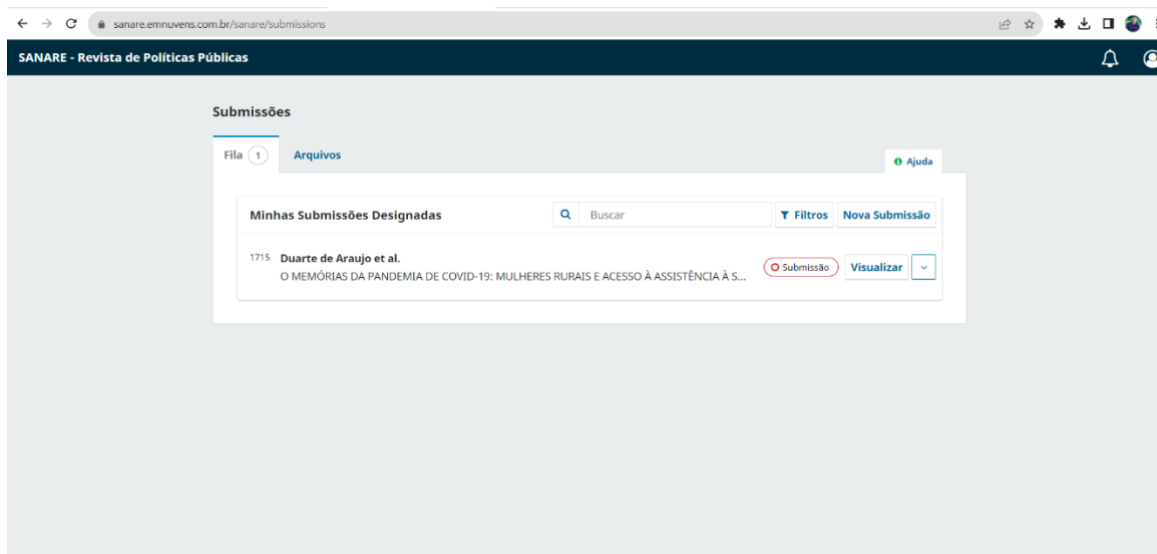 sanare.emnuvens.com.br/sanare/submissions
SANARE - Revista de Políticas Públicas
Submissões
Fila 1 Arquivos
Ajuda
Minhas Submissões Designadas Buscar Filtros Nova Submissão
1715 Duarte de Araujo et al.
O MEMÓRIAS DA PANDEMIA DE COVID-19: MULHERES RURAIS E ACESSO À ASSISTÊNCIA À S... Submissão Visualizar